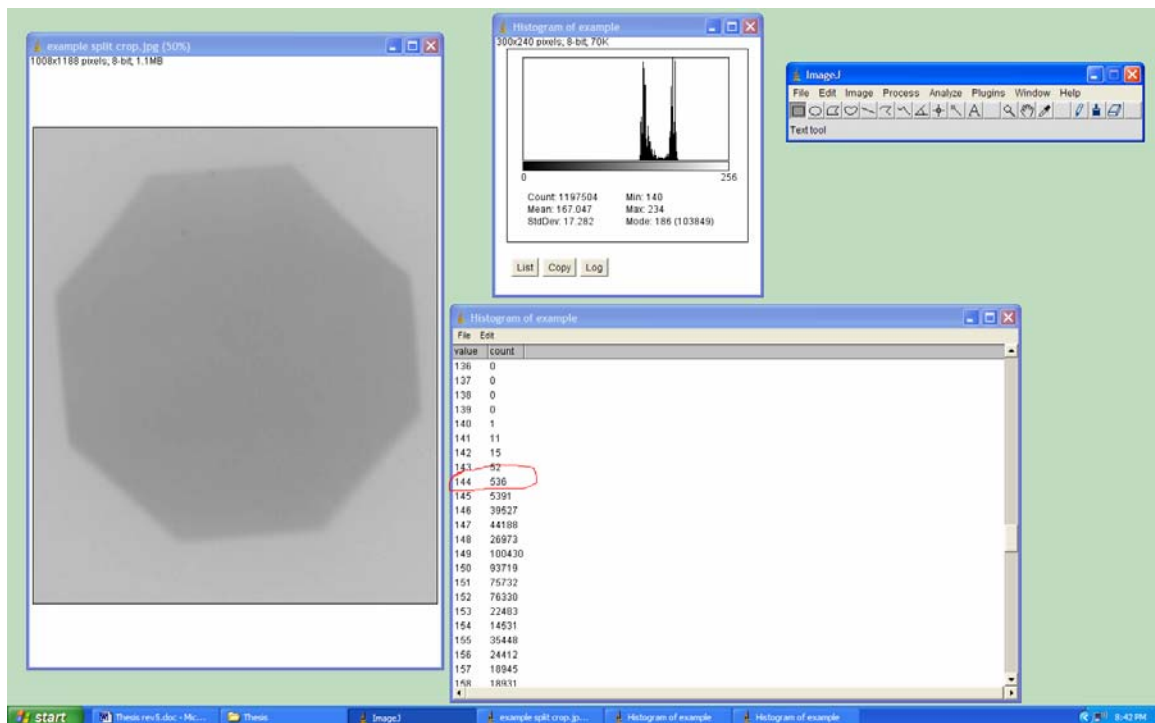 example split crop.jpg (50%)
1008x1188 pixels; 8-bit; 1.1MB
Histogram of example
300x240 pixels; 8-bit; 70K
0 256
Count: 1197504 Min: 140
Mean: 167.047 Max: 234
StdDev: 17.282 Mode: 186 (103849)
List Copy Log
ImageJ
File Edit Image Process Analyze Plugins Window Help
A
Text tool
Histogram of example
File Edit
value count
136 0
137 0
138 0
139 0
140 1
141 11
142 15
143 52
144 536
145 5391
146 39527
147 44188
148 26973
149 100430
150 93719
151 75732
152 76330
153 22483
154 14531
155 35448
156 24412
157 18945
158 18931
start Thesis rev5.doc - Mic... Thesis ImageJ example split crop.jp... Histogram of example Histogram of example 8:42 PM